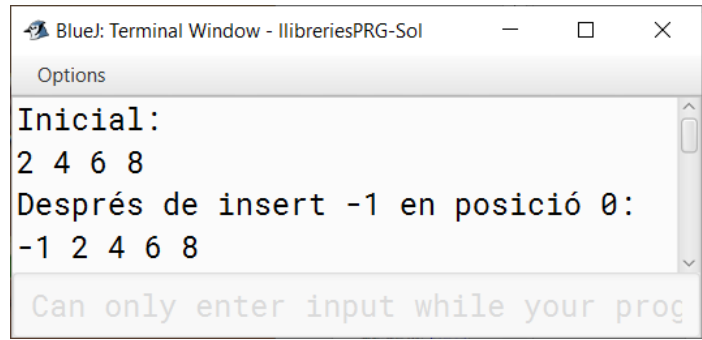 BlueJ: Terminal Window - llibreriesPRG-Sol
Options
Inicial:
2 4 6 8
Després de insert -1 en posició 0:
-1 2 4 6 8
Can only enter input while your prog